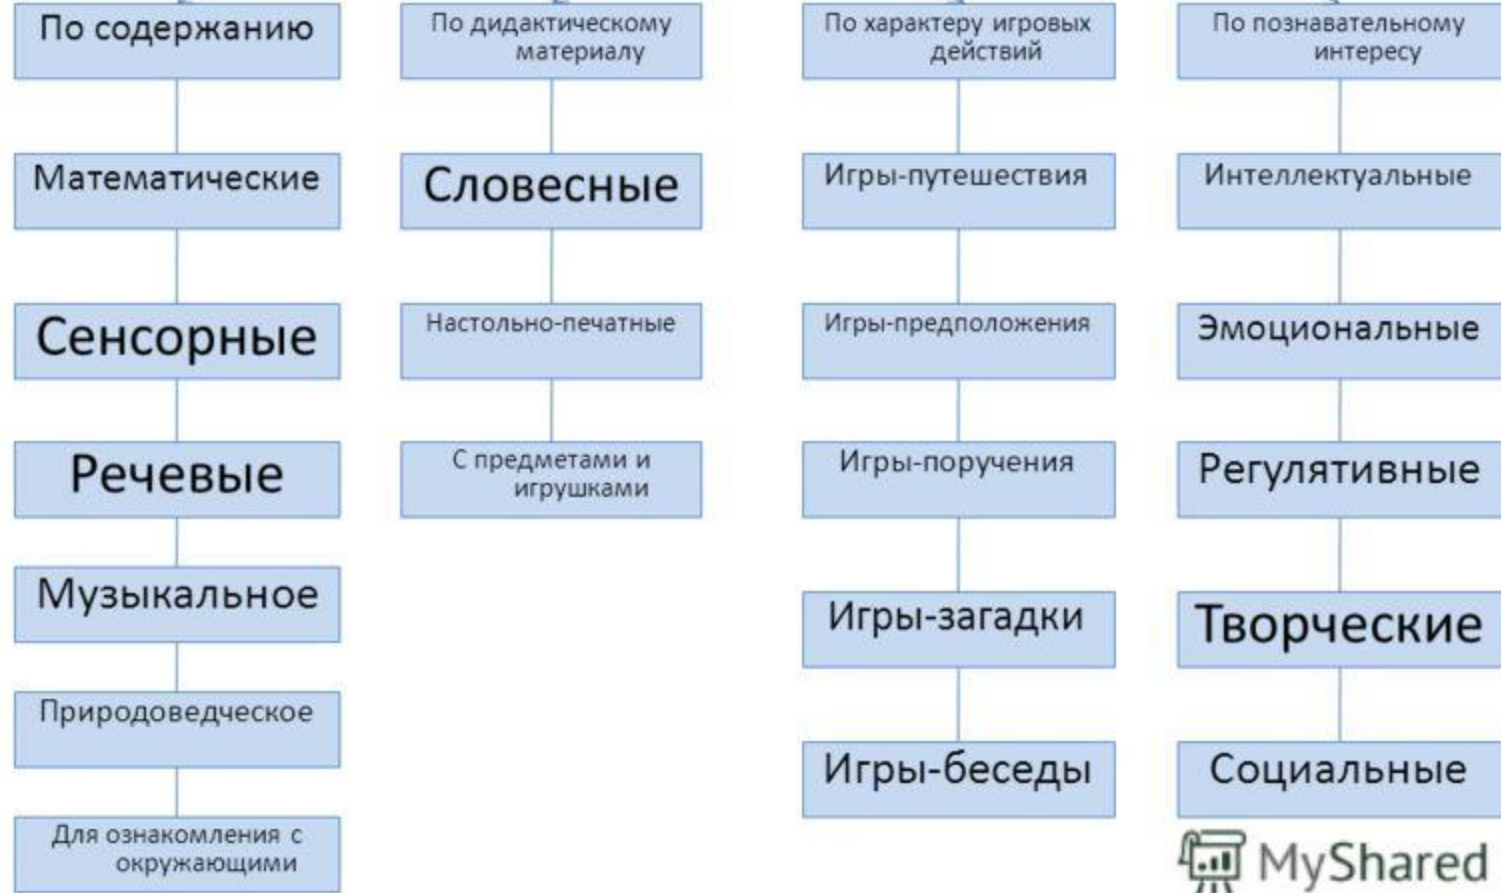 По содержанию
Математические
Сенсорные
Речевые
Музыкальное
Природоведческое
Для ознакомления с
окружающими
По дидактическому
материалу
Словесные
Настольно-печатные
С предметами и
игрушками
По характеру игровых
действий
Игры-путешествия
Игры-предположения
Игры-поручения
Игры-загадки
Игры-беседы
По познавательному
интересу
Интеллектуальные
Эмоциональные
Регулятивные
Творческие
Социальные
MyShared